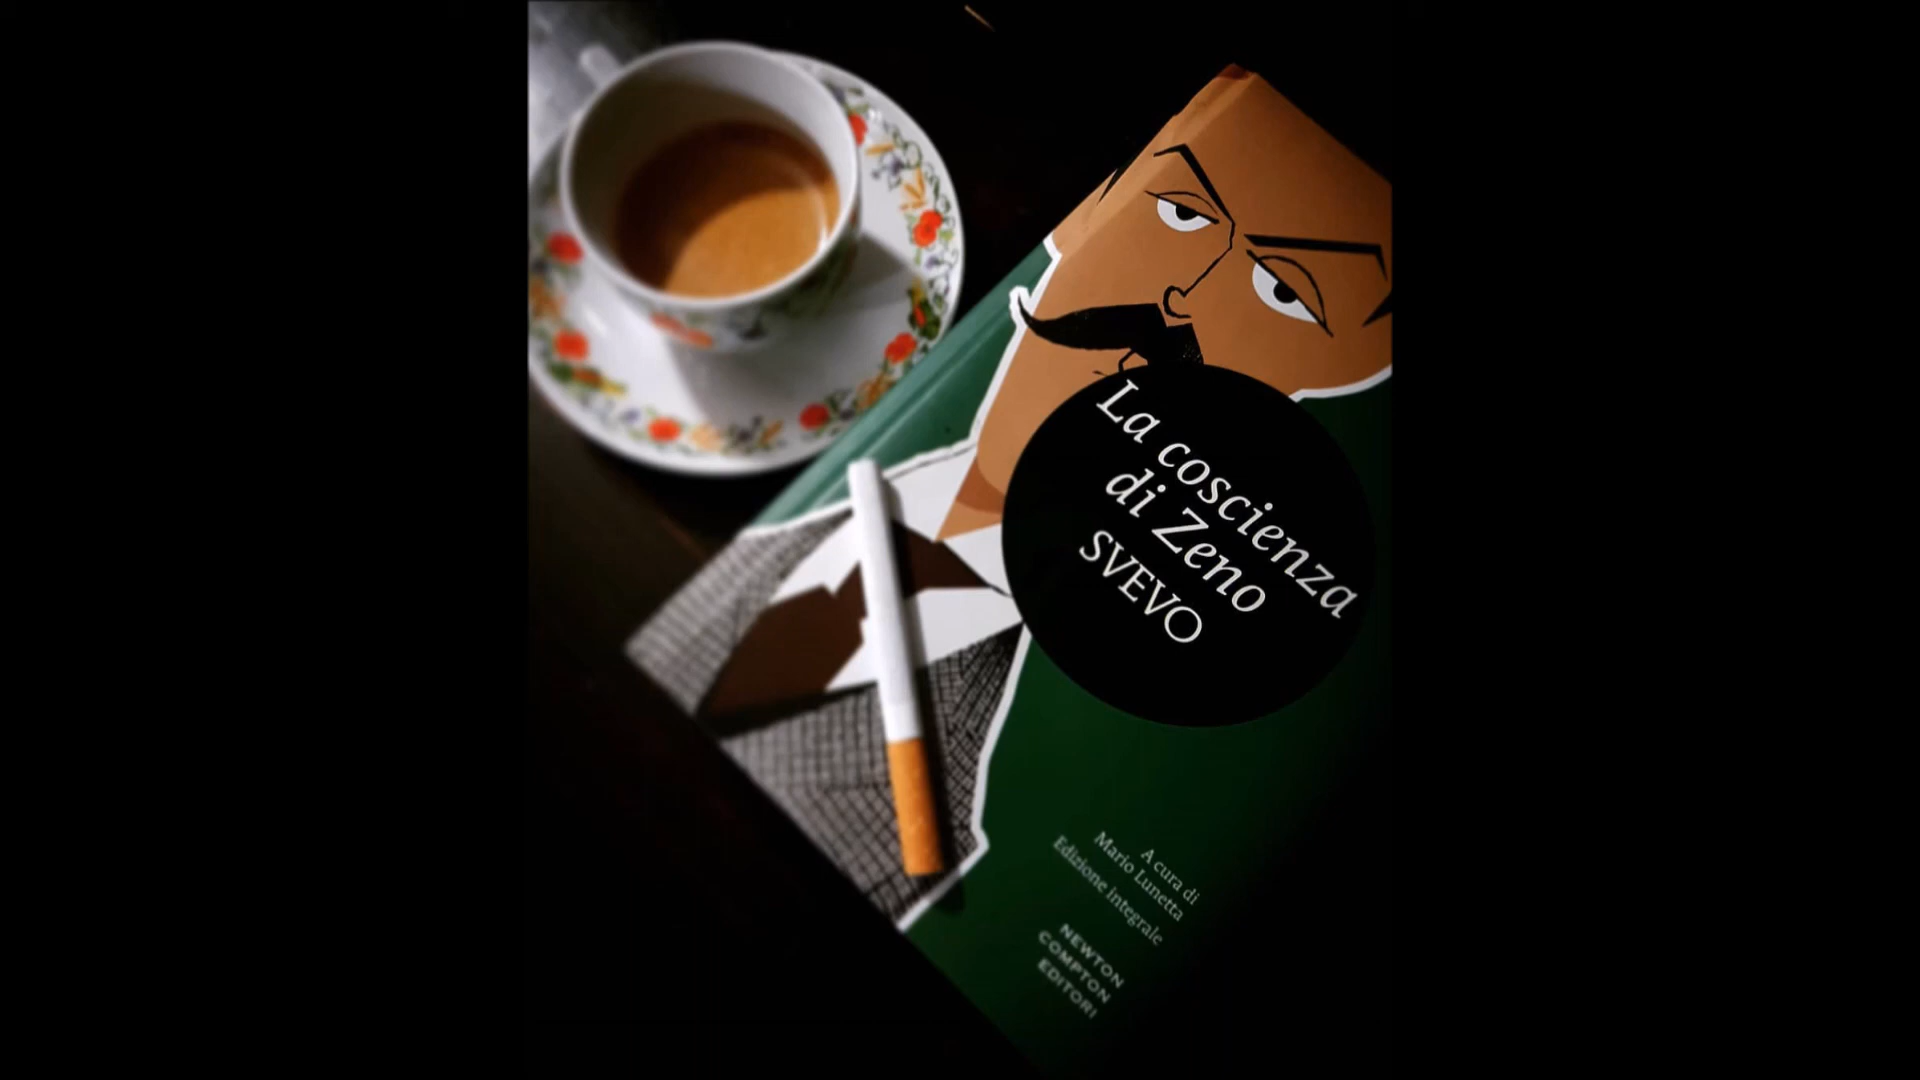 La coscienza
di Zeno
SVEVO
A cura di
Mario Lunetta
Edizione integrale
NEWTON
COMPTON
EDITORI